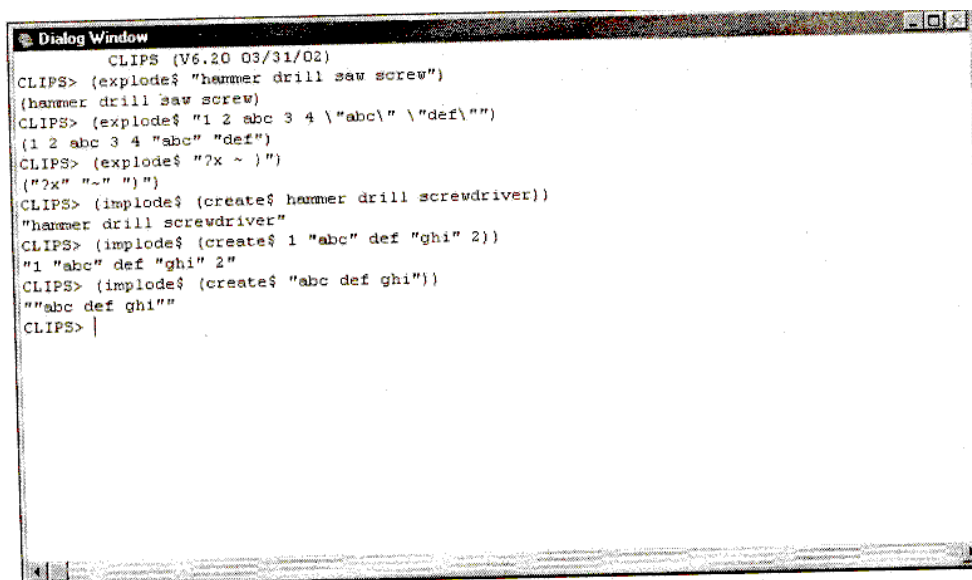 Dialog Window
CLIPS (V6.20 03/31/02)
CLIPS> (explode$ "hammer drill saw screw")
(hammer drill saw screw)
CLIPS> (explode$ "1 2 abc 3 4 \"abc\" \"def\"")
(1 2 abc 3 4 "abc" "def")
CLIPS> (explode$ "?x ~ )")
("?x" "~" ")")
CLIPS> (implode$ (create$ hammer drill screwdriver))
"hammer drill screwdriver"
CLIPS> (implode$ (create$ 1 "abc" def "ghi" 2))
"1 "abc" def "ghi" 2"
CLIPS> (implode$ (create$ "abc def ghi"))
""abc def ghi""
CLIPS>